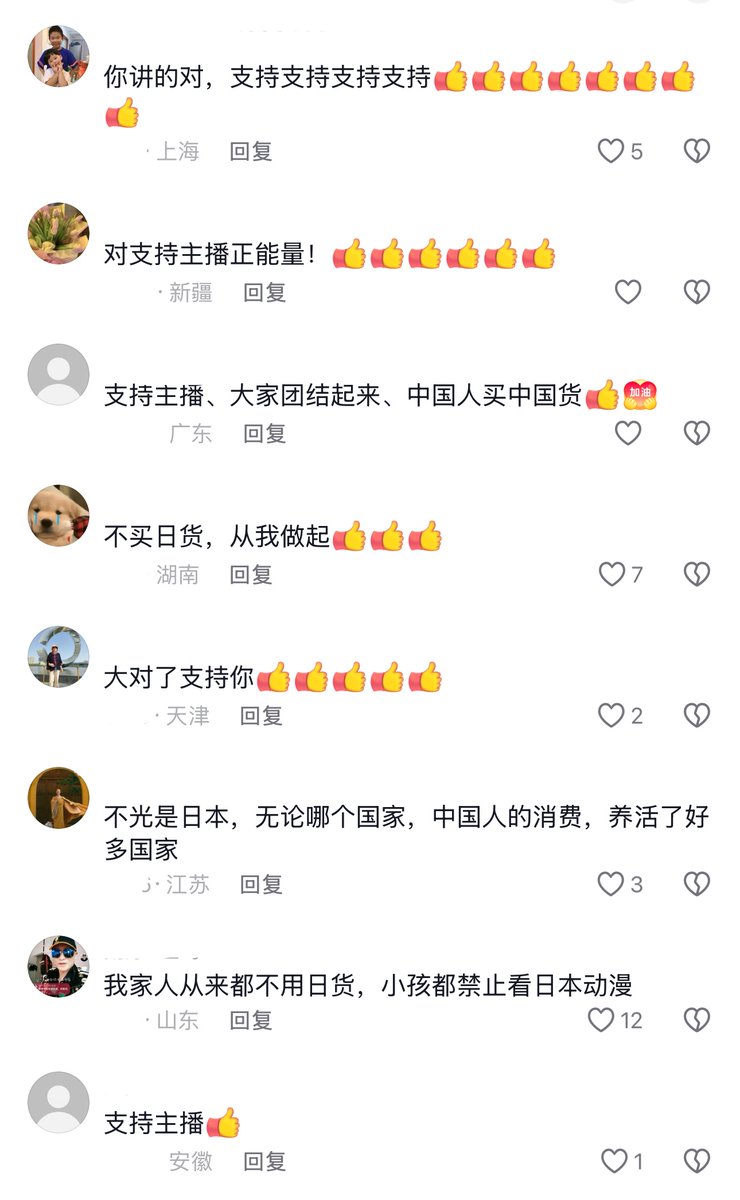 你讲的对，支持支持支持支持👍👍👍👍👍👍👍
👍
· 上海 回复 5
对支持主播正能量！👍👍👍👍👍👍
· 新疆 回复
支持主播、大家团结起来、中国人买中国货👍加油
广东 回复
不买日货，从我做起👍👍👍
湖南 回复 7
大对了支持你👍👍👍👍👍
· 天津 回复 2
不光是日本，无论哪个国家，中国人的消费，养活了好
多国家
· 江苏 回复 3
我家人从来都不用日货，小孩都禁止看日本动漫
· 山东 回复 12
支持主播👍
安徽 回复 1